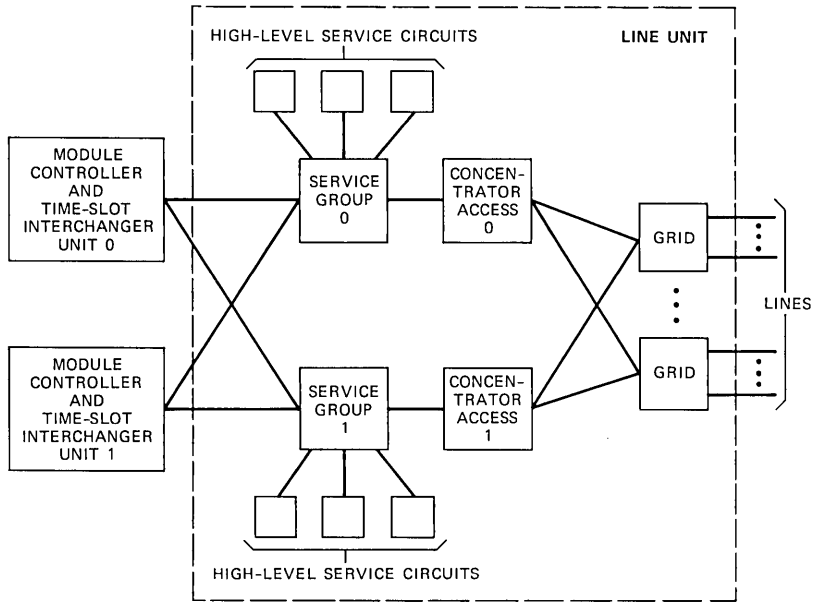 HIGH-LEVEL SERVICE CIRCUITS
LINE UNIT
MODULE
CONTROLLER
AND
TIME-SLOT
INTERCHANGER
UNIT 0
SERVICE
GROUP
0
CONCEN-
TRATOR
ACCESS
0
GRID
LINES
GRID
MODULE
CONTROLLER
AND
TIME-SLOT
INTERCHANGER
UNIT 1
SERVICE
GROUP
1
CONCEN-
TRATOR
ACCESS
1
HIGH-LEVEL SERVICE CIRCUITS